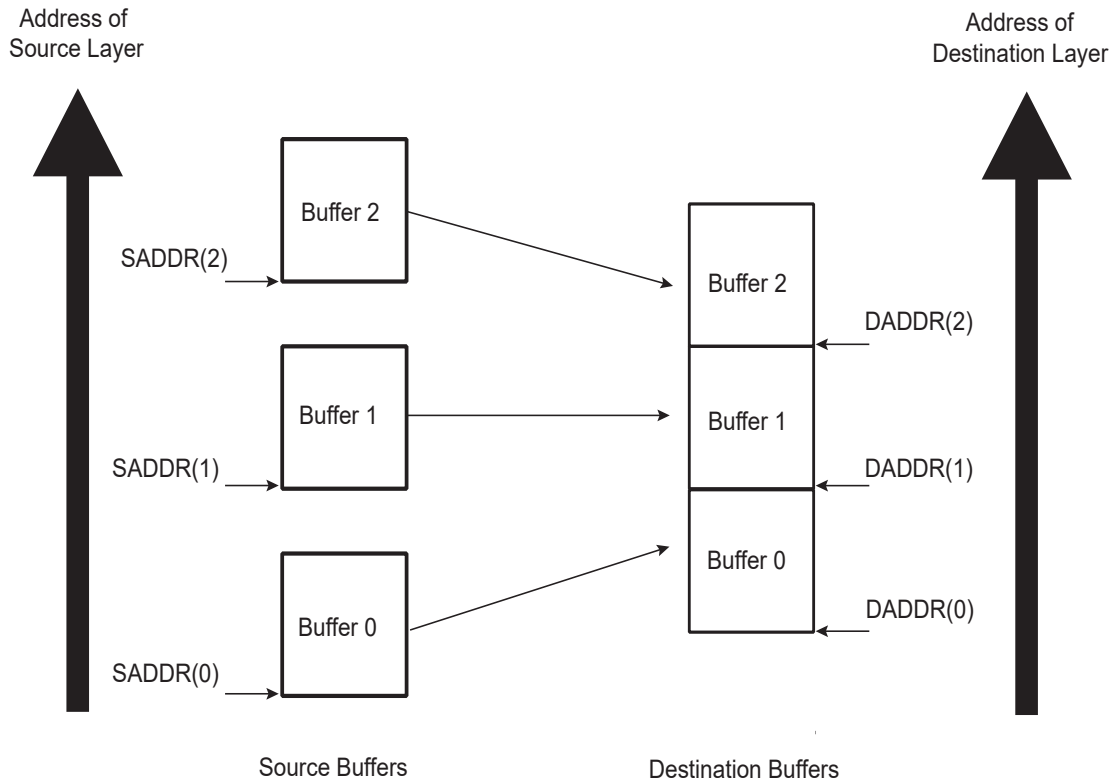 Address of
Source Layer
Address of
Destination Layer
Buffer 2
SADDR(2)
Buffer 2
DADDR(2)
Buffer 1
Buffer 1
SADDR(1)
DADDR(1)
Buffer 0
Buffer 0
DADDR(0)
SADDR(0)
Source Buffers
Destination Buffers